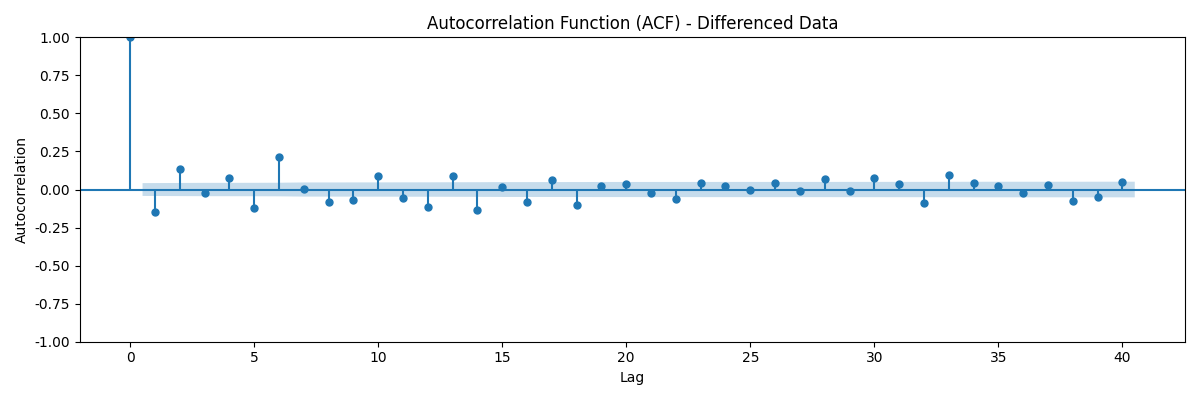 Autocorrelation Function (ACF) - Differenced Data
1.00
0.75
0.50
0.25
0.00
-0.25
-0.50
-0.75
-1.00
Autocorrelation
0 5 10 15 20 25 30 35 40
Lag